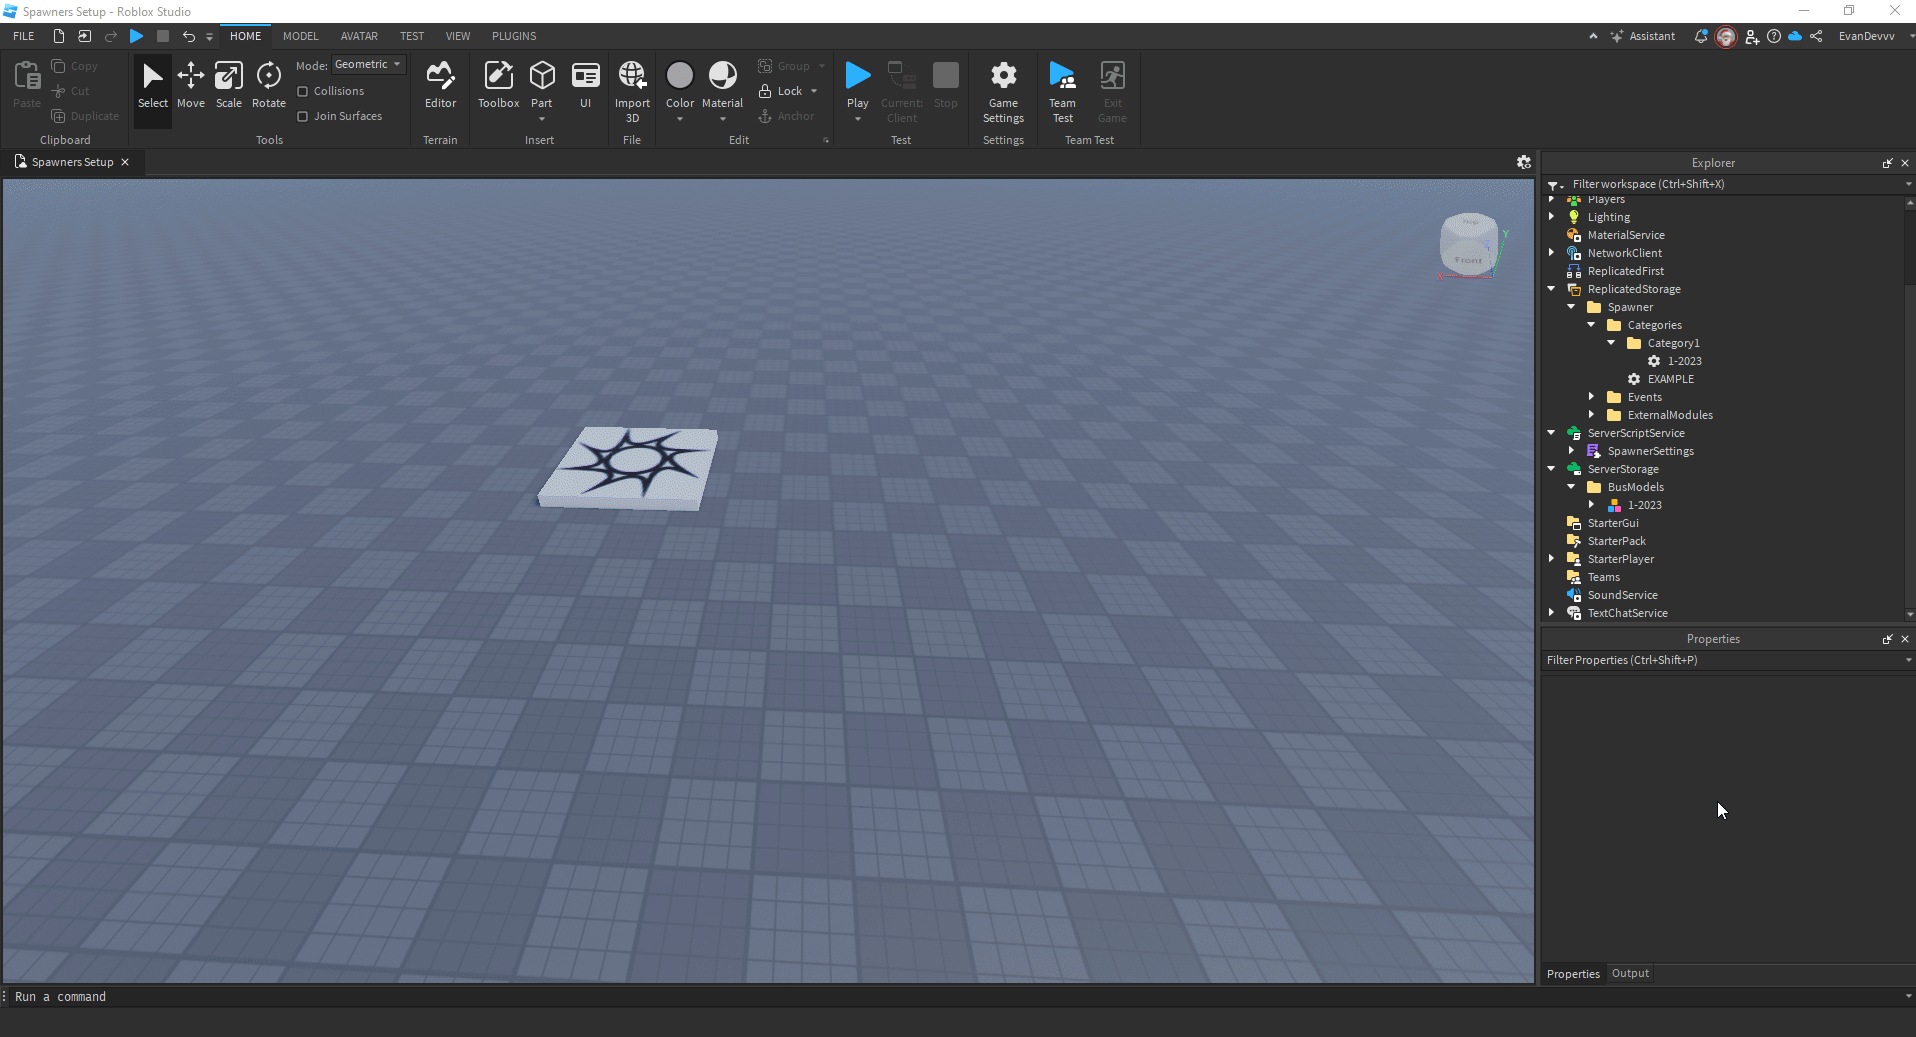 Spawners Setup - Roblox Studio
FILE HOME MODEL AVATAR TEST VIEW PLUGINS Assistant EvanDevvv
Paste
Copy
Cut
Duplicate
Clipboard
Select Move Scale Rotate
Mode: Geometric
Collisions
Join Surfaces
Tools
Editor
Terrain
Toolbox Part UI
Insert
Import
3D
File
Color Material
Group
Lock
Anchor
Edit
Play
Current:
Client
Stop
Test
Game
Settings
Settings
Team
Test
Exit
Game
Team Test
Spawners Setup
Front
X
Y
Z
Explorer
Filter workspace (Ctrl+Shift+X)
Players
Lighting
MaterialService
NetworkClient
ReplicatedFirst
ReplicatedStorage
Spawner
Categories
Category1
1-2023
EXAMPLE
Events
ExternalModules
ServerScriptService
SpawnerSettings
ServerStorage
BusModels
1-2023
StarterGui
StarterPack
StarterPlayer
Teams
SoundService
TextChatService
Properties
Filter Properties (Ctrl+Shift+P)
Properties Output
Run a command